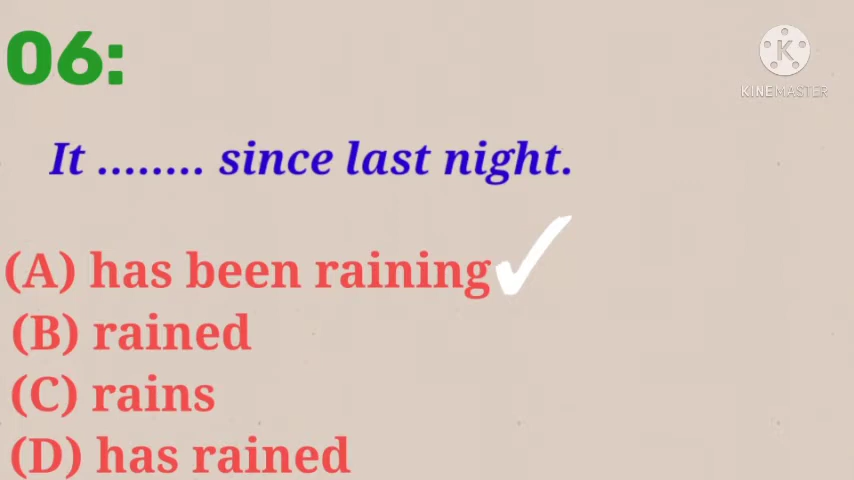 06:
KINEMASTER
It ........ since last night.
(A) has been raining
(B) rained
(C) rains
(D) has rained